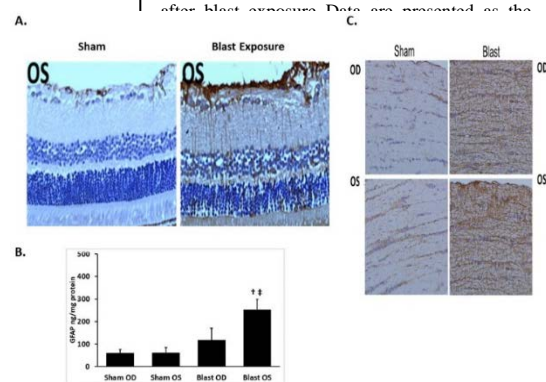 after blast exposure Data are presented as the
A.
Sham
Blast Exposure
OS
OS
B.
GFAP ng/mg protein
500
400
300
200
100
0
† ‡
Sham OD
Sham OS
Blast OD
Blast OS
C.
Sham
Blast
OD
OD
OS
OS